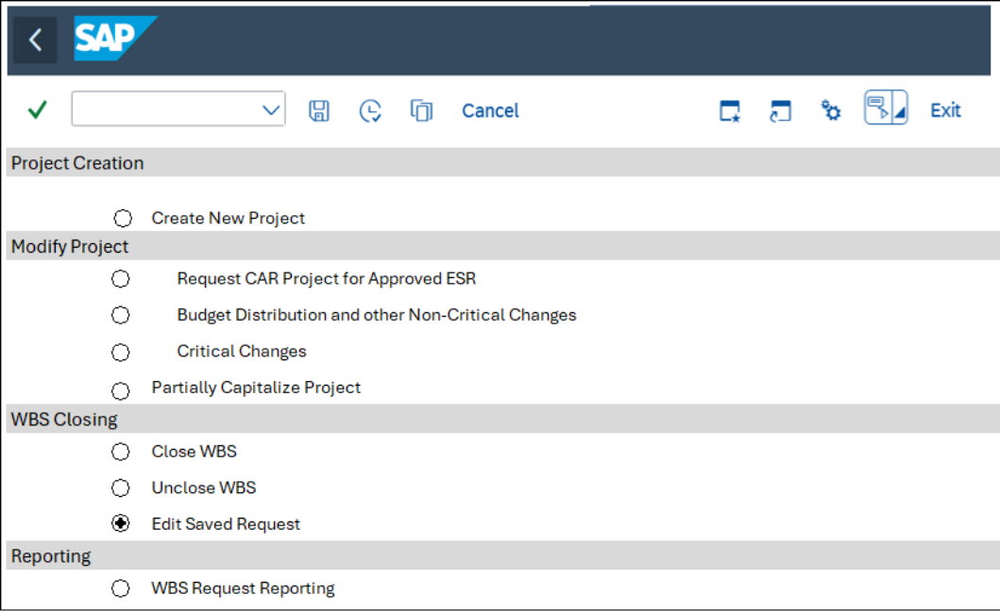 SAP
Cancel
Exit
Project Creation
Create New Project
Modify Project
Request CAR Project for Approved ESR
Budget Distribution and other Non-Critical Changes
Critical Changes
Partially Capitalize Project
WBS Closing
Close WBS
Unclose WBS
Edit Saved Request
Reporting
WBS Request Reporting